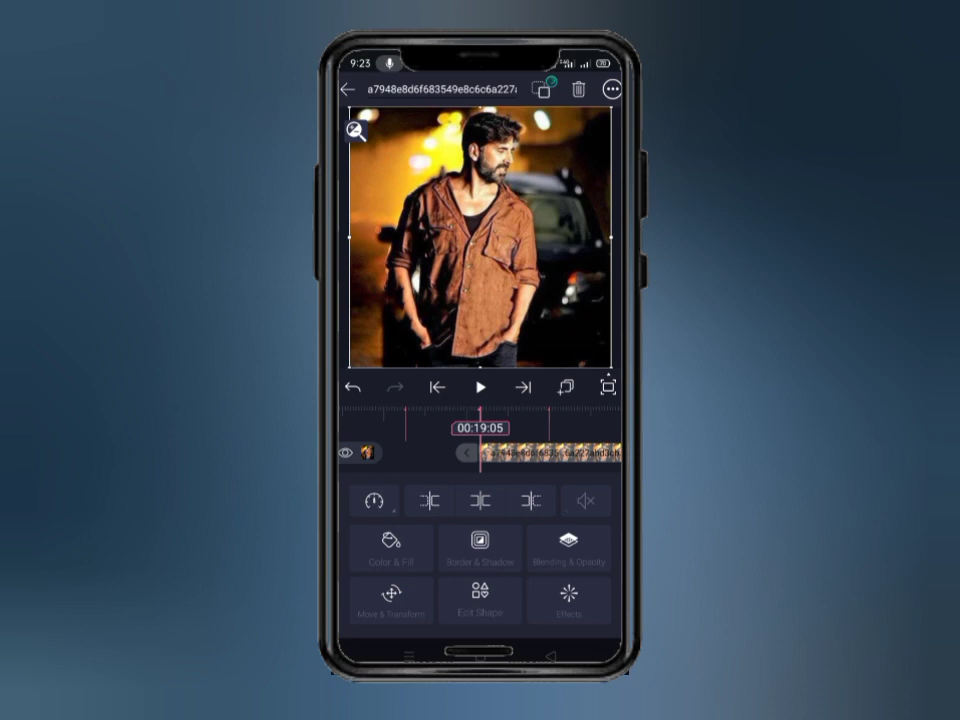 9:23
a7948e8d6f683549e8c6c6a227
00:19:05
Color & Fill
Border & Shadow
Blending & Opacity
Move & Transform
Edit Shape
Effects